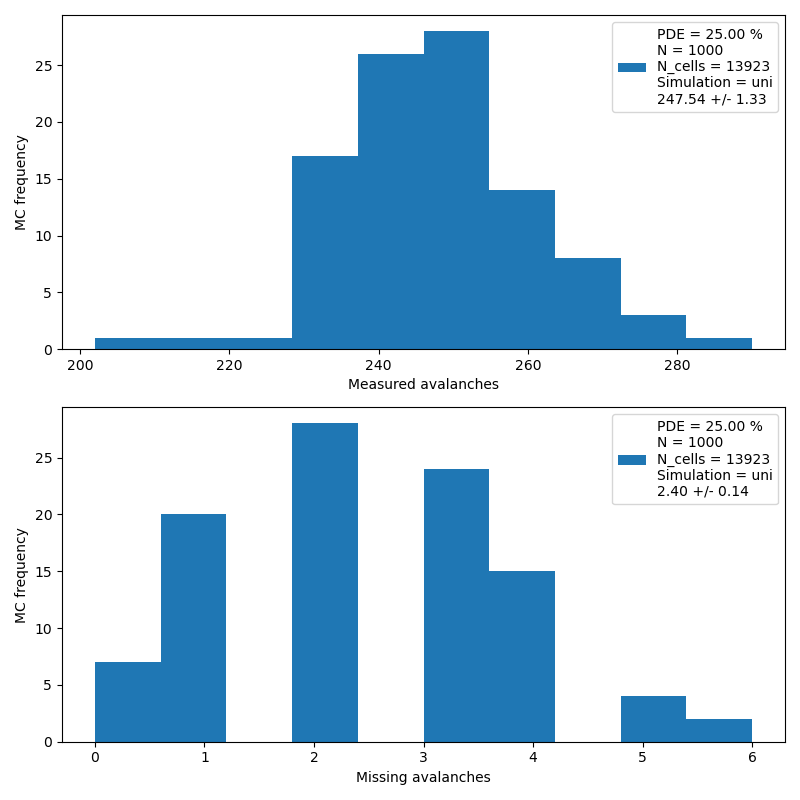 PDE = 25.00 %
N = 1000
N_cells = 13923
Simulation = uni
247.54 +/- 1.33
MC frequency
25
20
15
10
5
0
200 220 240 260 280
Measured avalanches
PDE = 25.00 %
N = 1000
N_cells = 13923
Simulation = uni
2.40 +/- 0.14
MC frequency
25
20
15
10
5
0
0 1 2 3 4 5 6
Missing avalanches